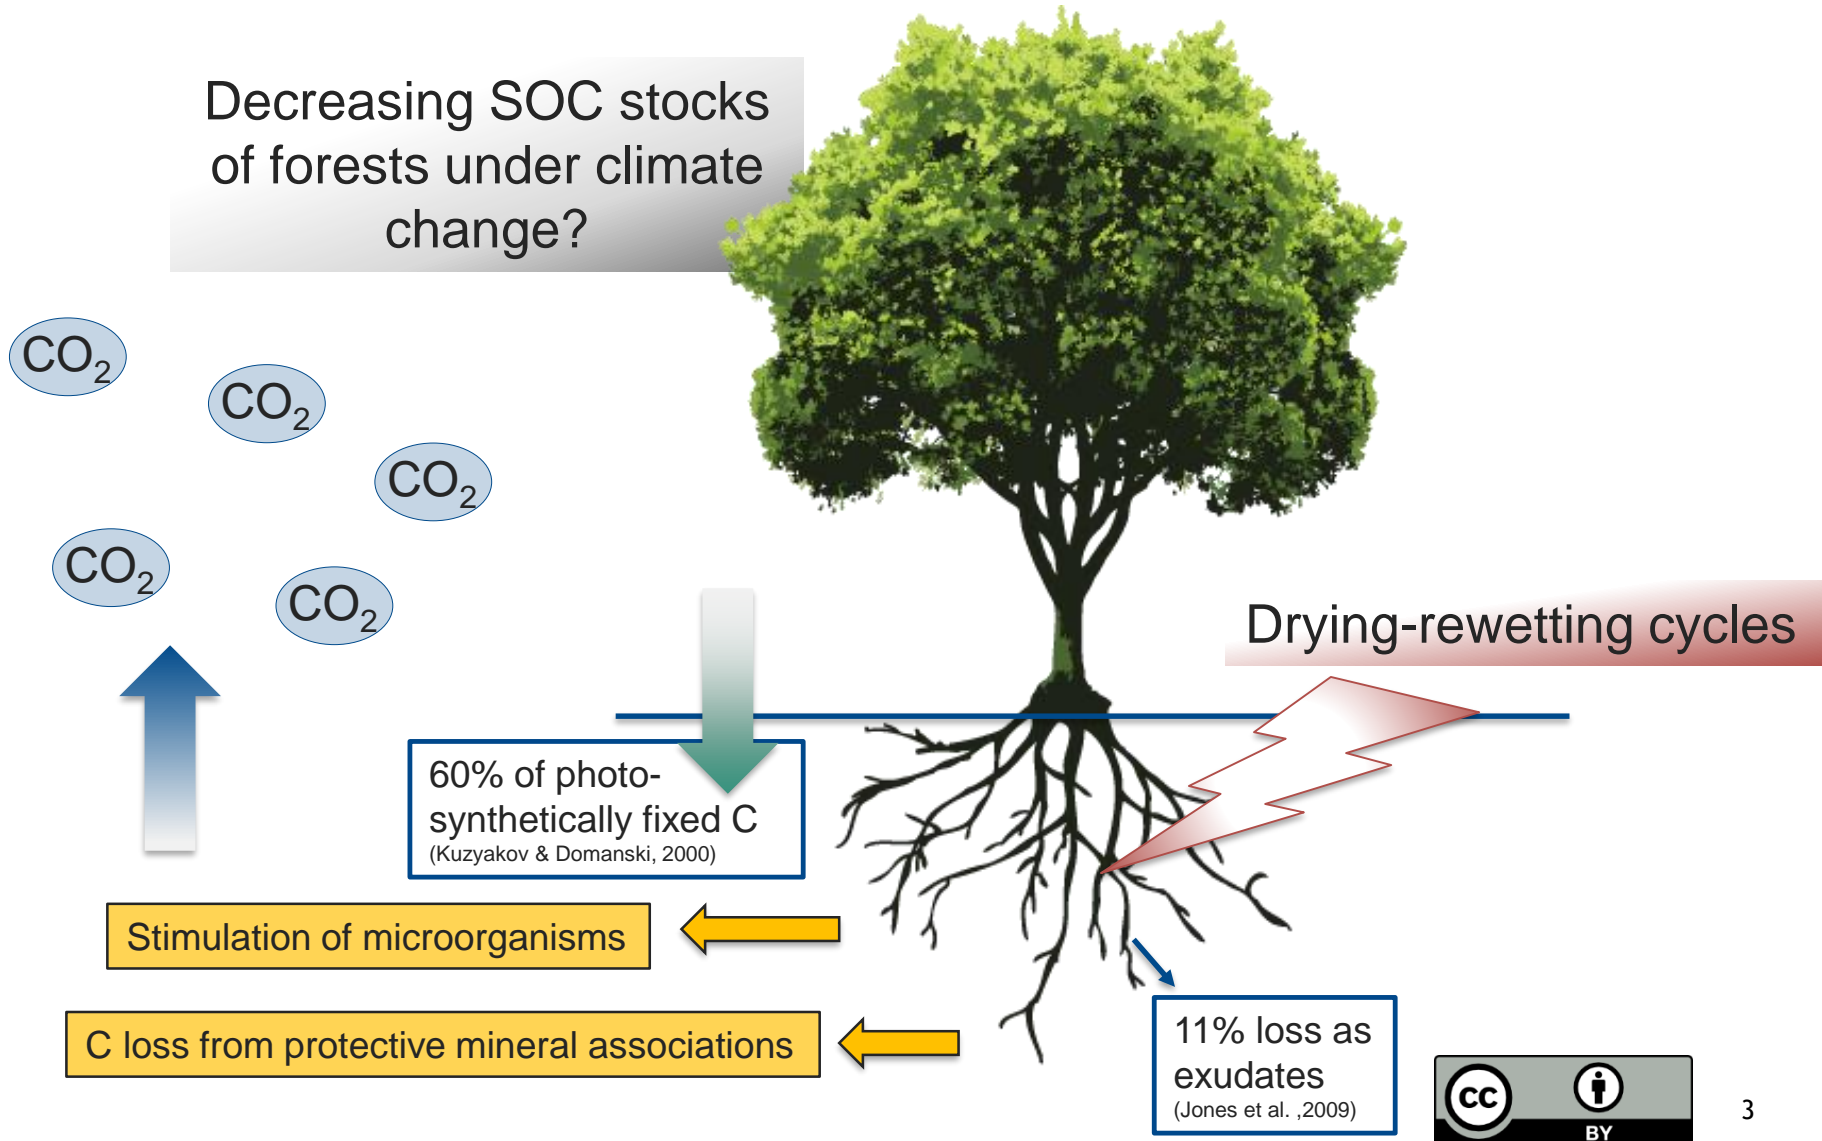 Decreasing SOC stocks
of forests under climate
change?
CO₂
CO₂
CO₂
CO₂
CO₂
Drying-rewetting cycles
60% of photo-
synthetically fixed C
(Kuzyakov & Domanski, 2000)
Stimulation of microorganisms
C loss from protective mineral associations
11% loss as
exudates
(Jones et al. ,2009)
cc
BY
3